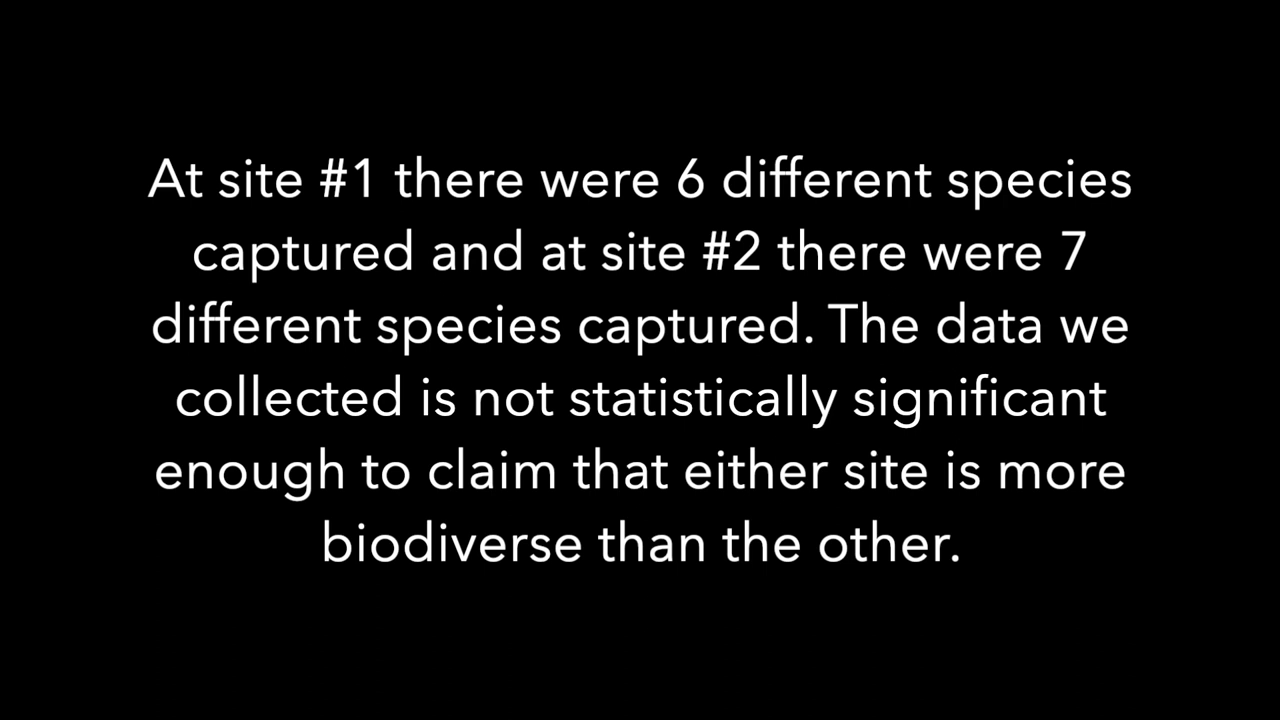 At site #1 there were 6 different species
captured and at site #2 there were 7
different species captured. The data we
collected is not statistically significant
enough to claim that either site is more
biodiverse than the other.